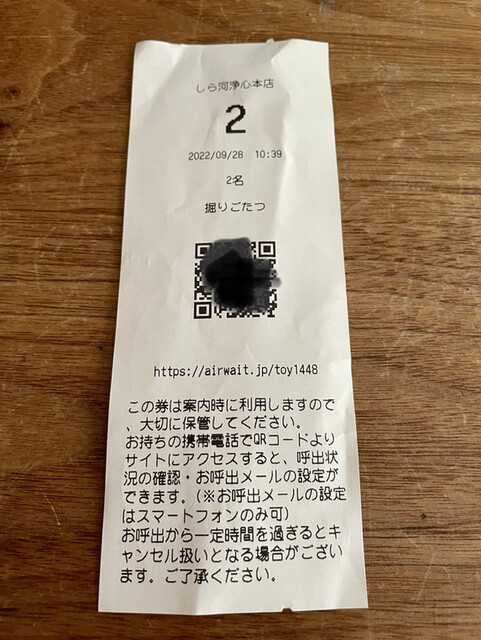 しら河浄心本店
2
2022/09/28 10:39
2名
掘りごたつ
https://airwait.jp/toy1448
この券は案内時に利用しますので
、大切に保管してください。
お持ちの携帯電話でQRコードより
サイトにアクセスすると、呼出状
況の確認・お呼出メールの設定が
できます。(※お呼出メールの設定
はスマートフォンのみ可)
お呼出から一定時間を過ぎるとキ
ャンセル扱いとなる場合がござい
ます。ご了承ください。